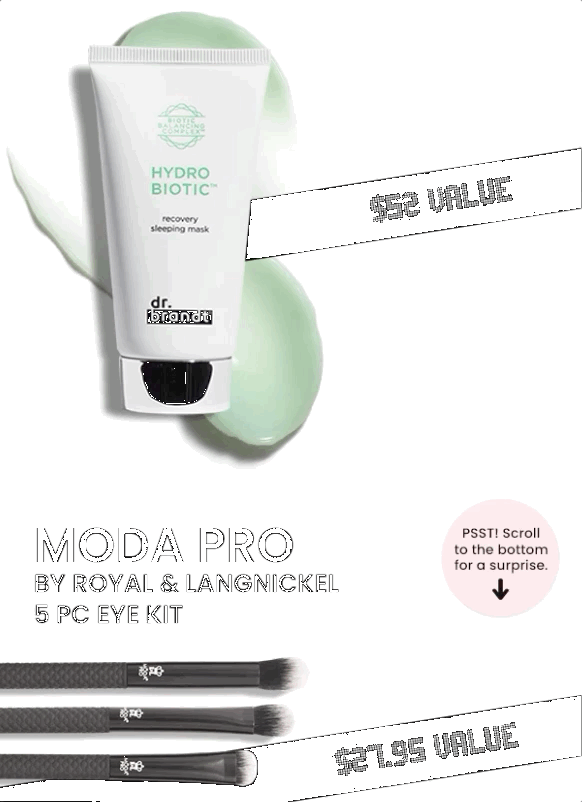 BIOTIC
BALANCING
COMPLEX™
HYDRO
BIOTIC™
recovery
sleeping mask
dr.
brandt
$52 VALUE
MODA PRO
BY ROYAL & LANGNICKEL
5 PC EYE KIT
PSST! Scroll
to the bottom
for a surprise.
$27.95 VALUE